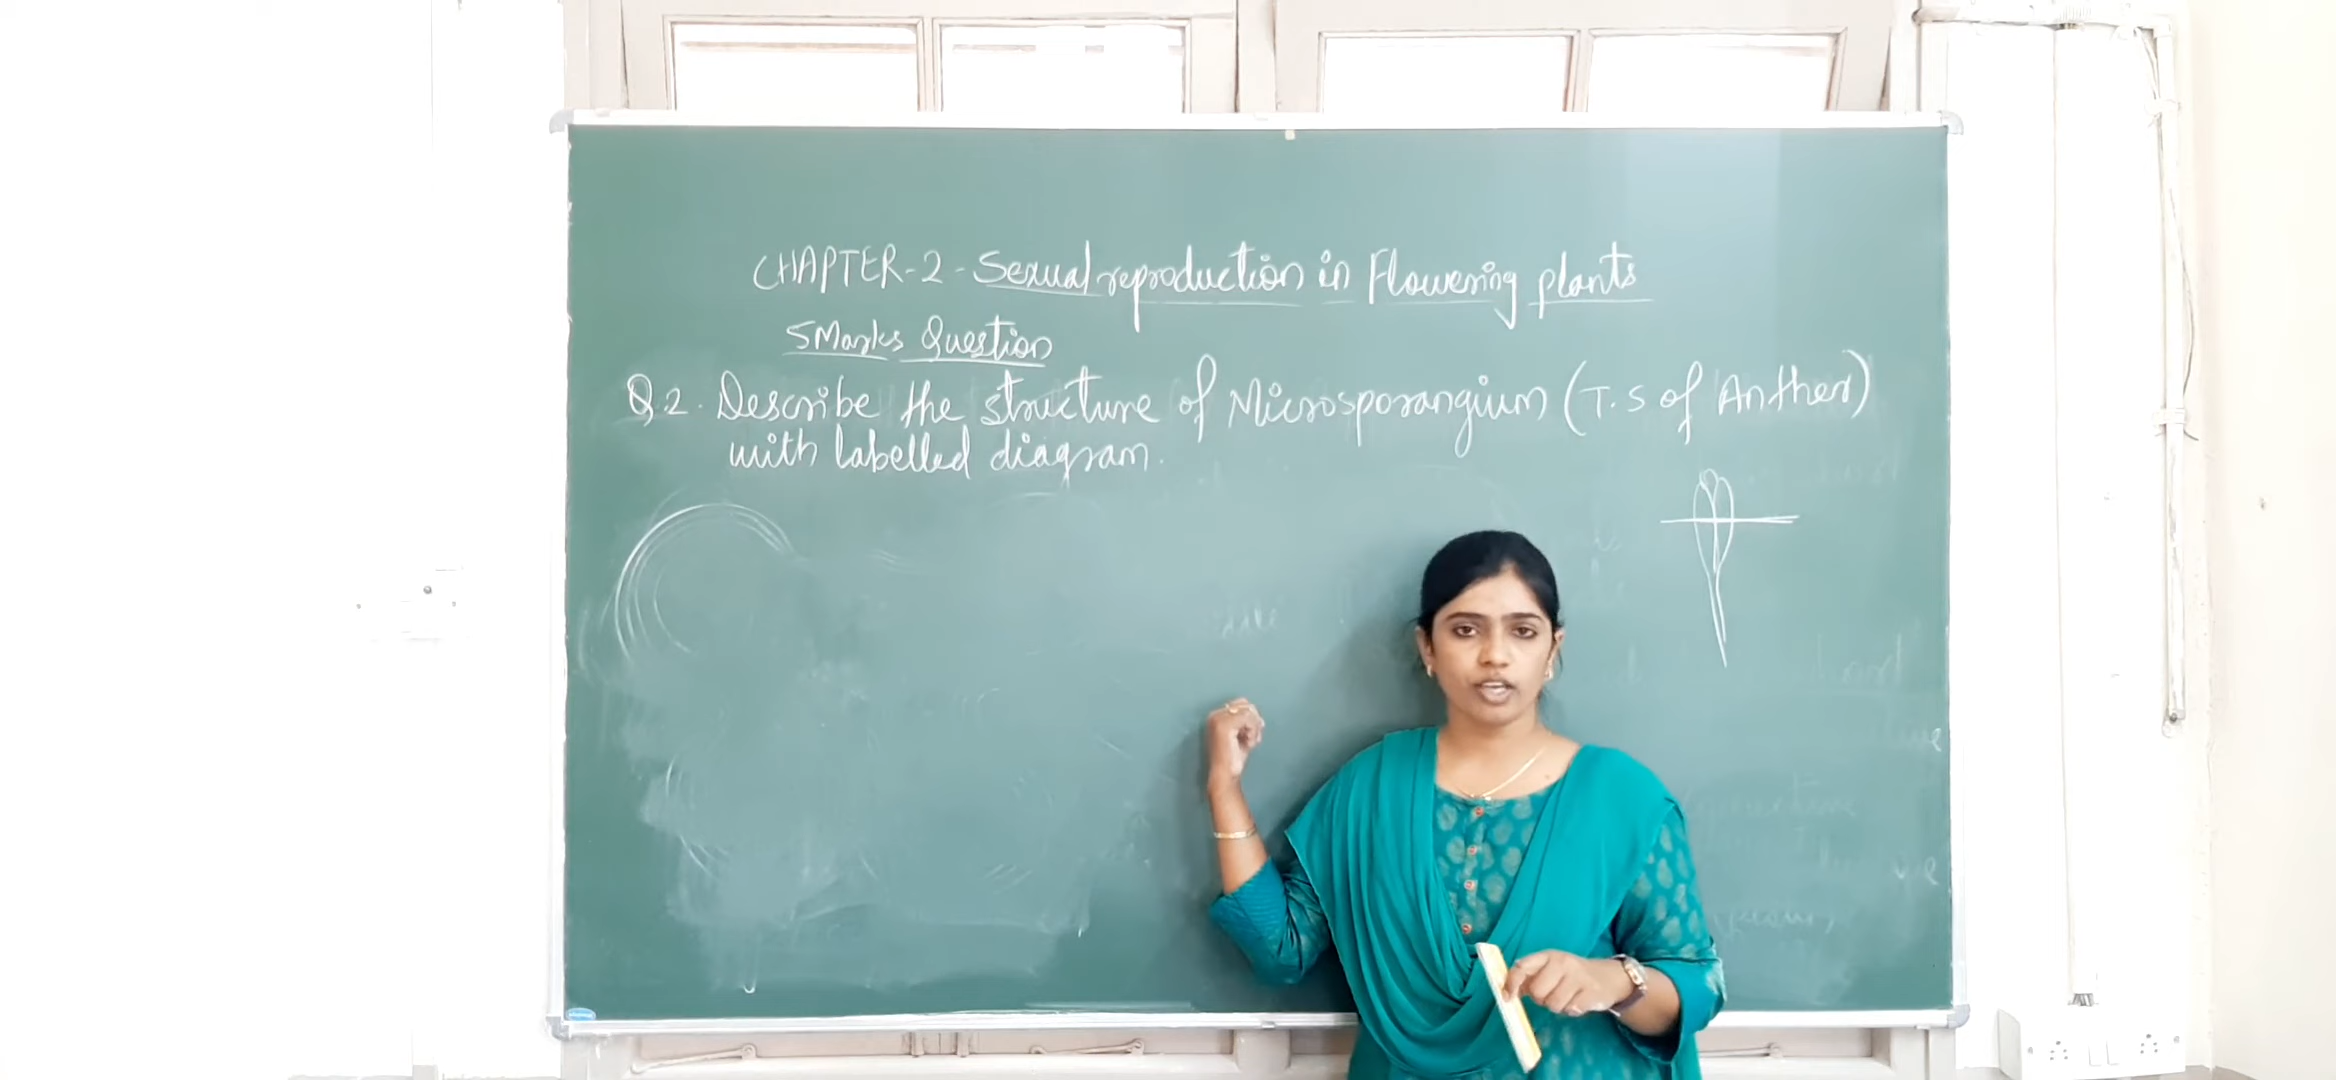 CHAPTER-2-Sexual reproduction in Flowering plants
5Marks Question
Q.2. Describe the structure of Microsporangium (T.S of Anther)
with labelled diagram.